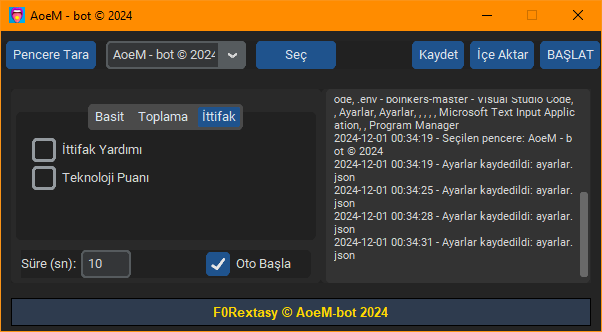 AoeM - bot © 2024
Pencere Tara
AoeM - bot © 2024
Seç
Kaydet
İçe Aktar
BAŞLAT
Basit Toplama İttifak
İttifak Yardımı
Teknoloji Puanı
Süre (sn): 10
Oto Başla
ode, .env - boinkers-master - Visual Studio Code,
, Ayarlar, Ayarlar, , , , , Microsoft Text Input Applic
ation, , Program Manager
2024-12-01 00:34:19 - Seçilen pencere: AoeM - b
ot © 2024
2024-12-01 00:34:19 - Ayarlar kaydedildi: ayarlar.
json
2024-12-01 00:34:25 - Ayarlar kaydedildi: ayarlar.
json
2024-12-01 00:34:28 - Ayarlar kaydedildi: ayarlar.
json
2024-12-01 00:34:31 - Ayarlar kaydedildi: ayarlar.
json
F0Rextasy © AoeM-bot 2024